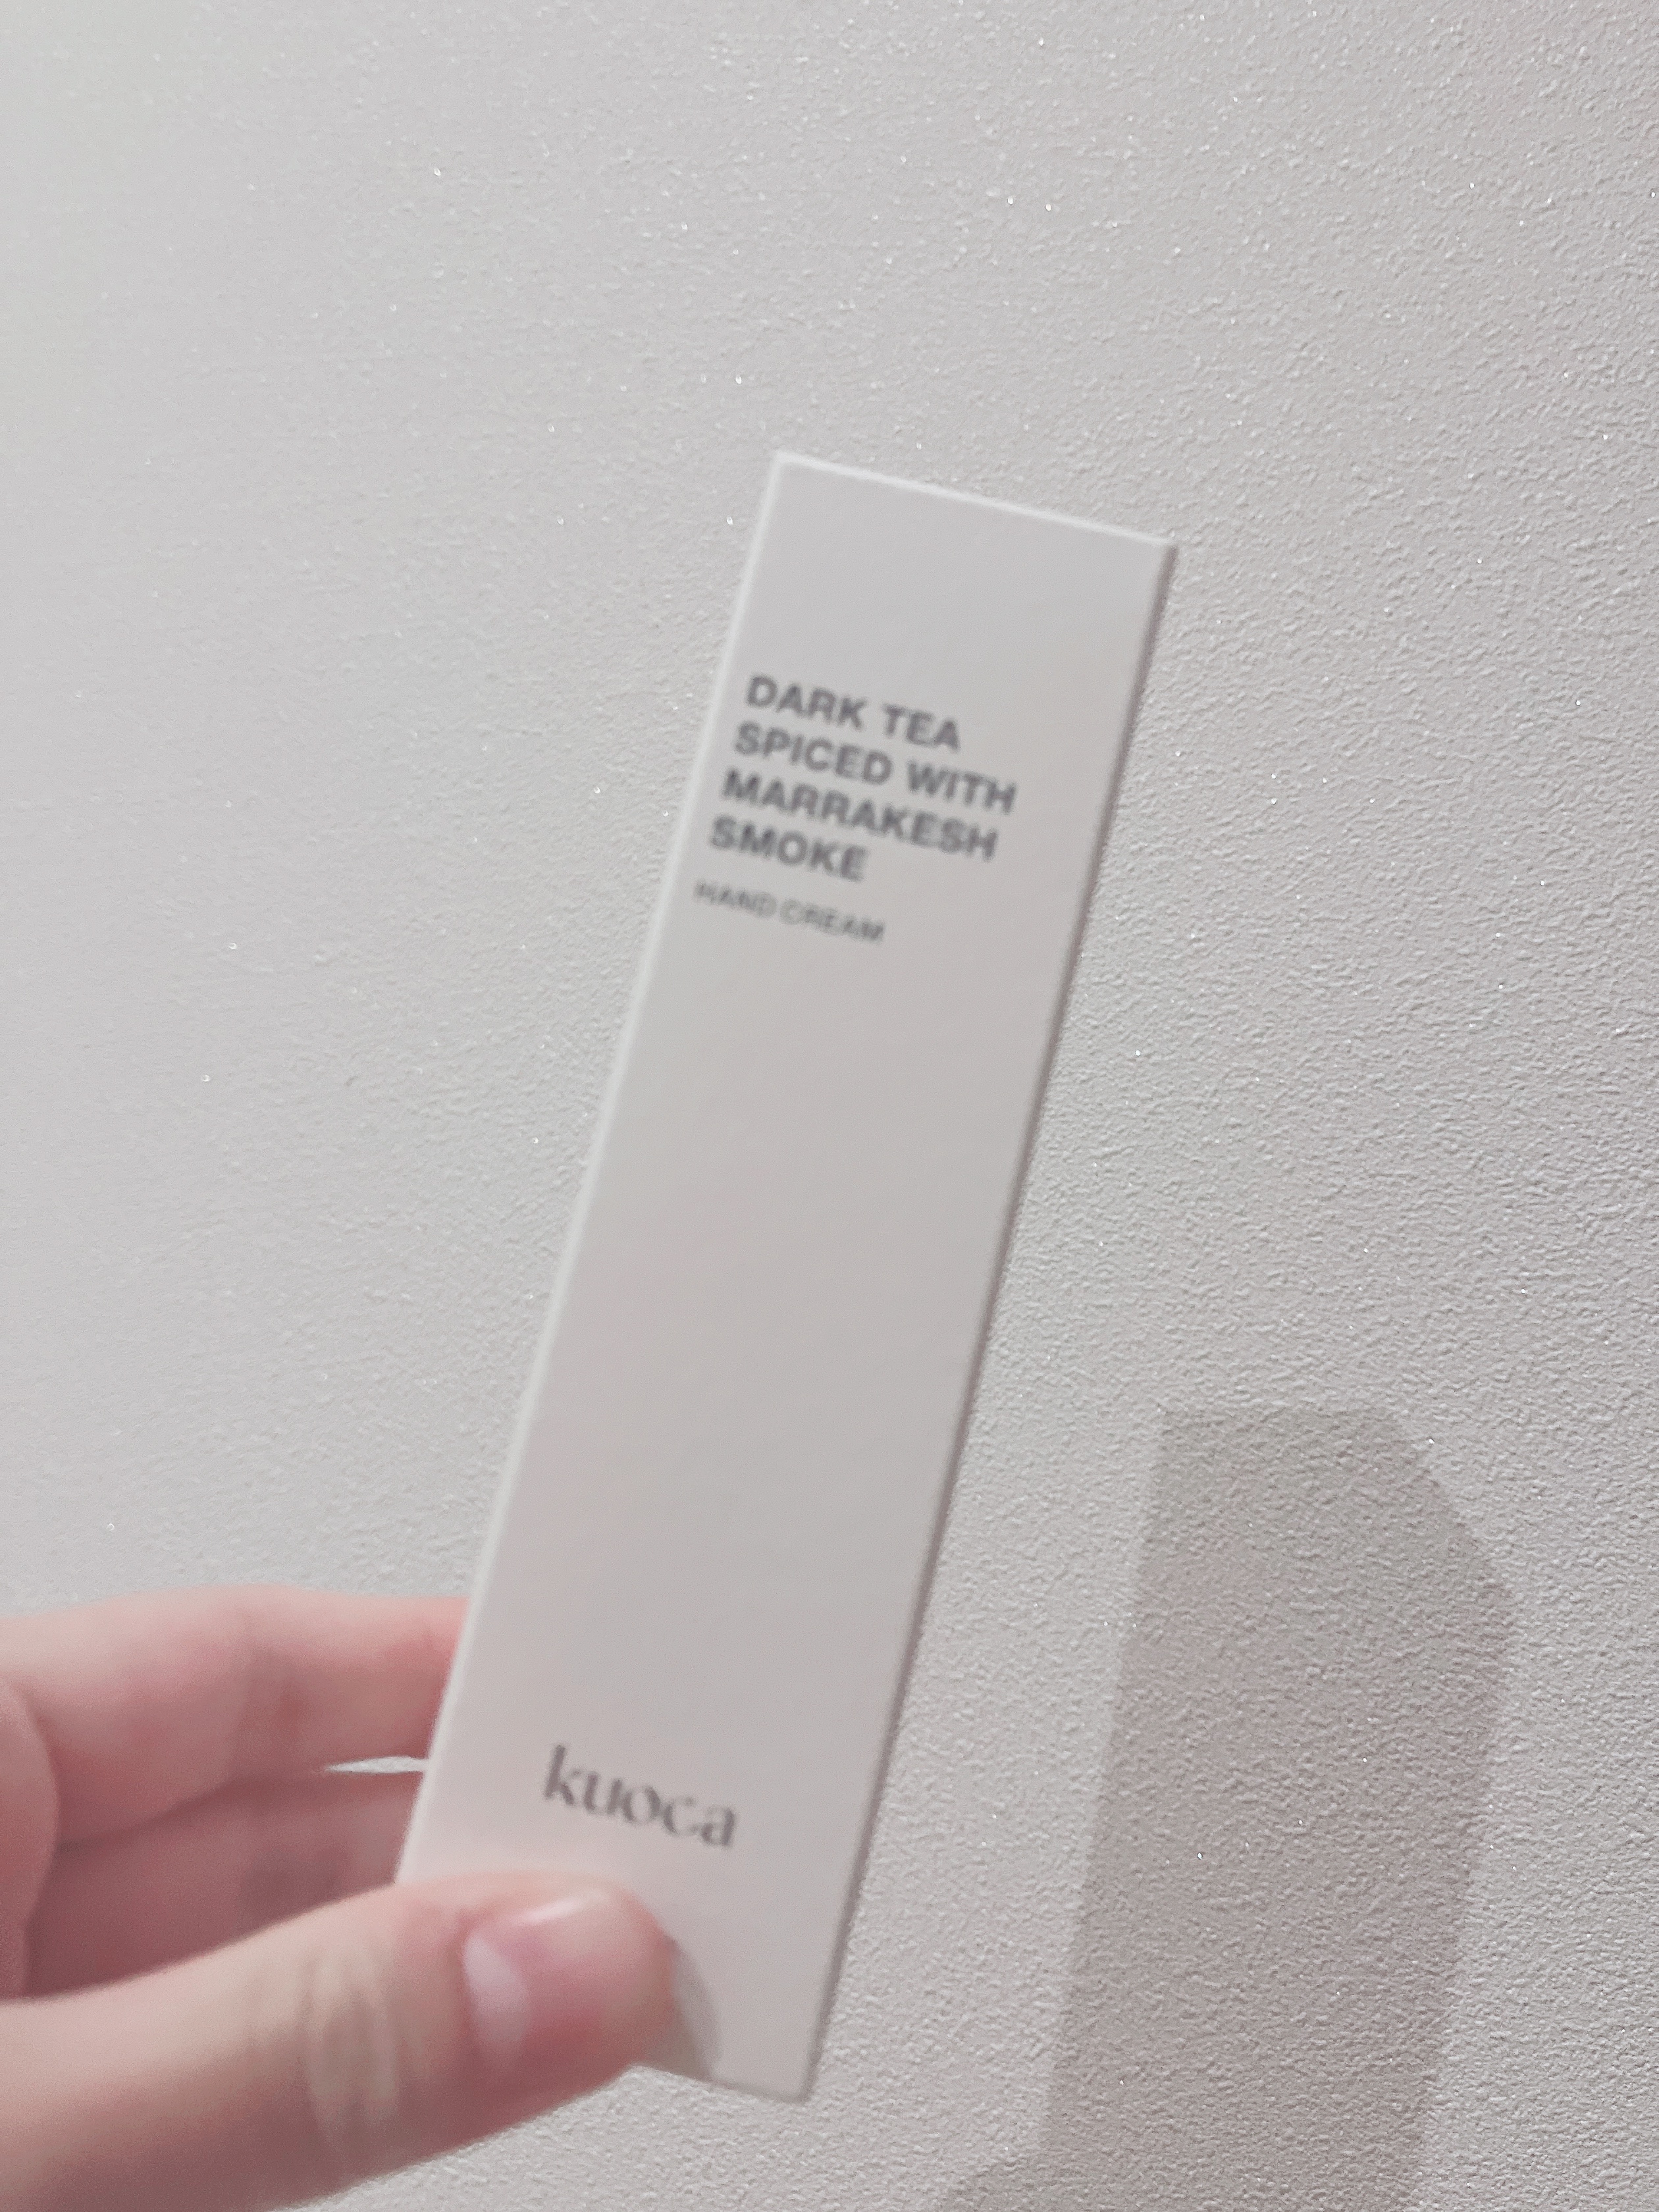 DARK TEA
SPICED WITH
MARRAKESH
SMOKE
HAND CREAM
kuoca